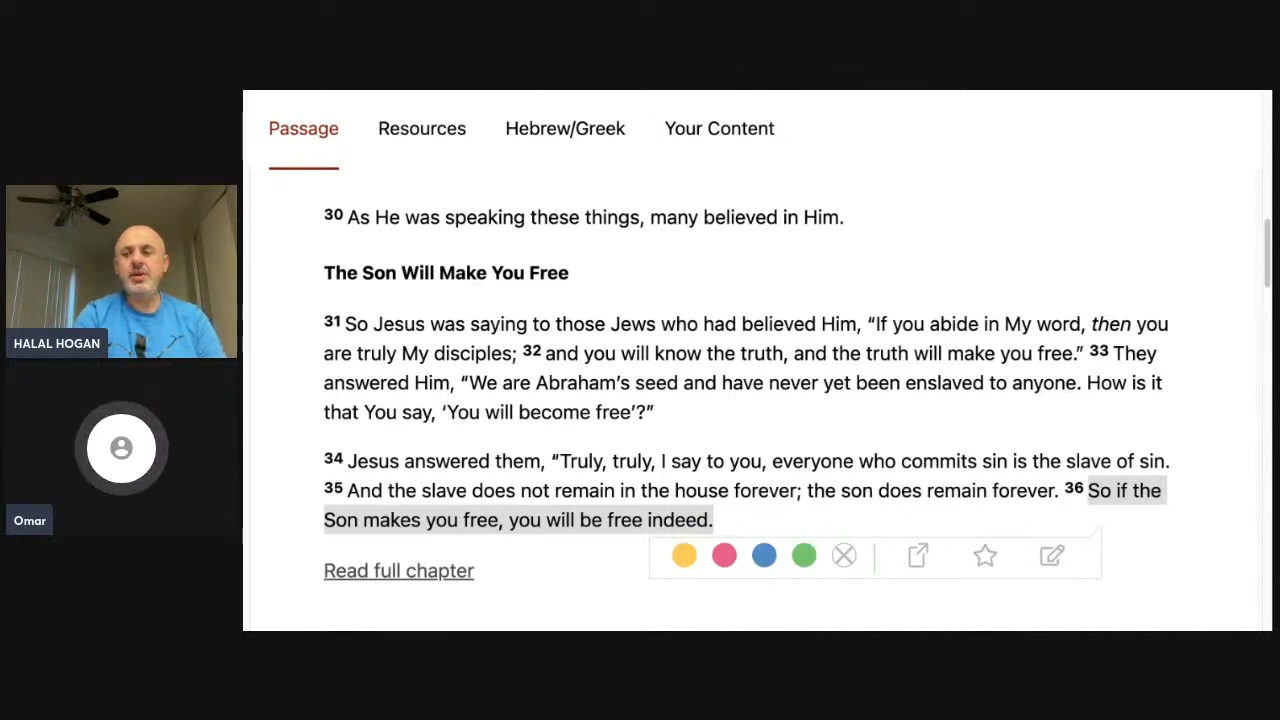 Passage Resources Hebrew/Greek Your Content
30 As He was speaking these things, many believed in Him.
The Son Will Make You Free
31 So Jesus was saying to those Jews who had believed Him, “If you abide in My word, then you
are truly My disciples; 32 and you will know the truth, and the truth will make you free.” 33 They
answered Him, “We are Abraham’s seed and have never yet been enslaved to anyone. How is it
that You say, ‘You will become free’?”
34 Jesus answered them, “Truly, truly, I say to you, everyone who commits sin is the slave of sin.
35 And the slave does not remain in the house forever; the son does remain forever. 36 So if the
Son makes you free, you will be free indeed.
Read full chapter
HALAL HOGAN
Omar